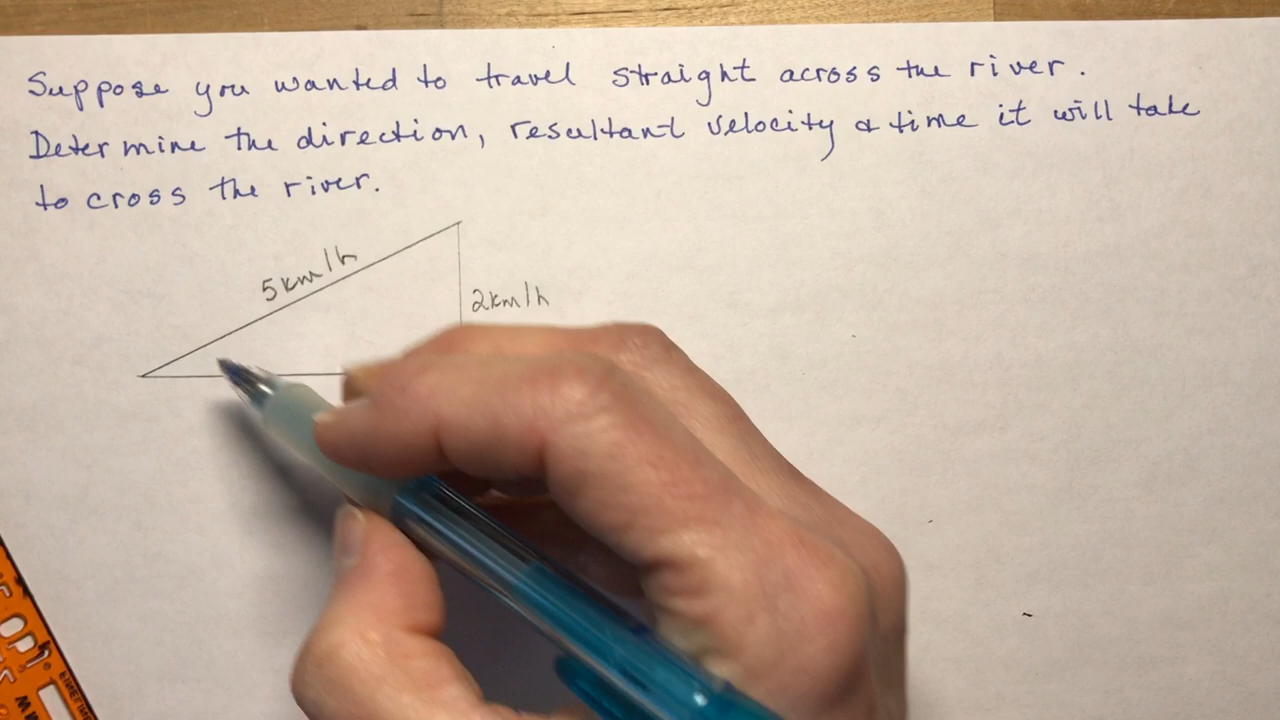 Suppose you wanted to travel straight across the river.
Determine the direction, resultant velocity & time it will take
to cross the river.
5km/h
2km/h